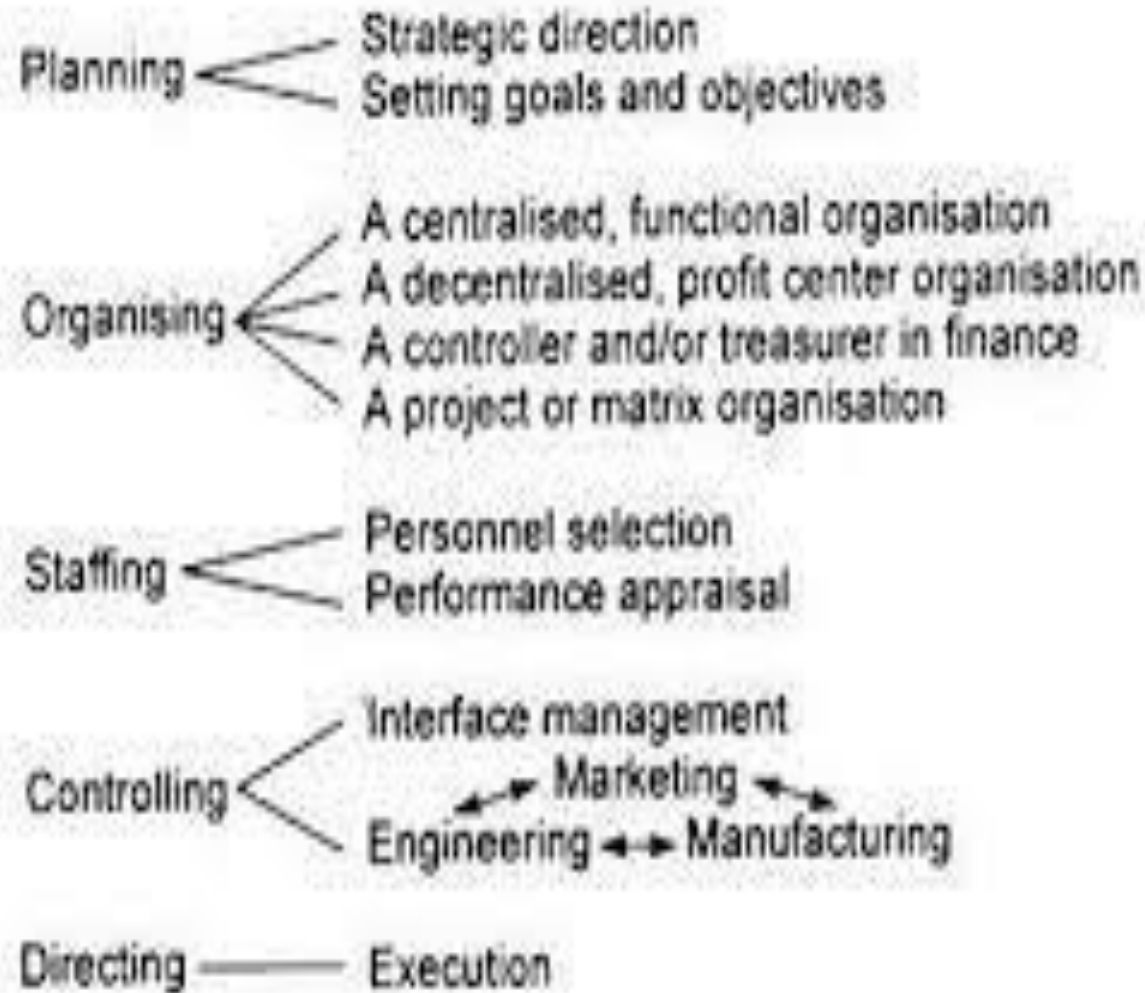 Planning
Strategic direction
Setting goals and objectives
Organising
A centralised, functional organisation
A decentralised, profit center organisation
A controller and/or treasurer in finance
A project or matrix organisation
Staffing
Personnel selection
Performance appraisal
Controlling
Interface management
Marketing
Engineering Manufacturing
Directing Execution